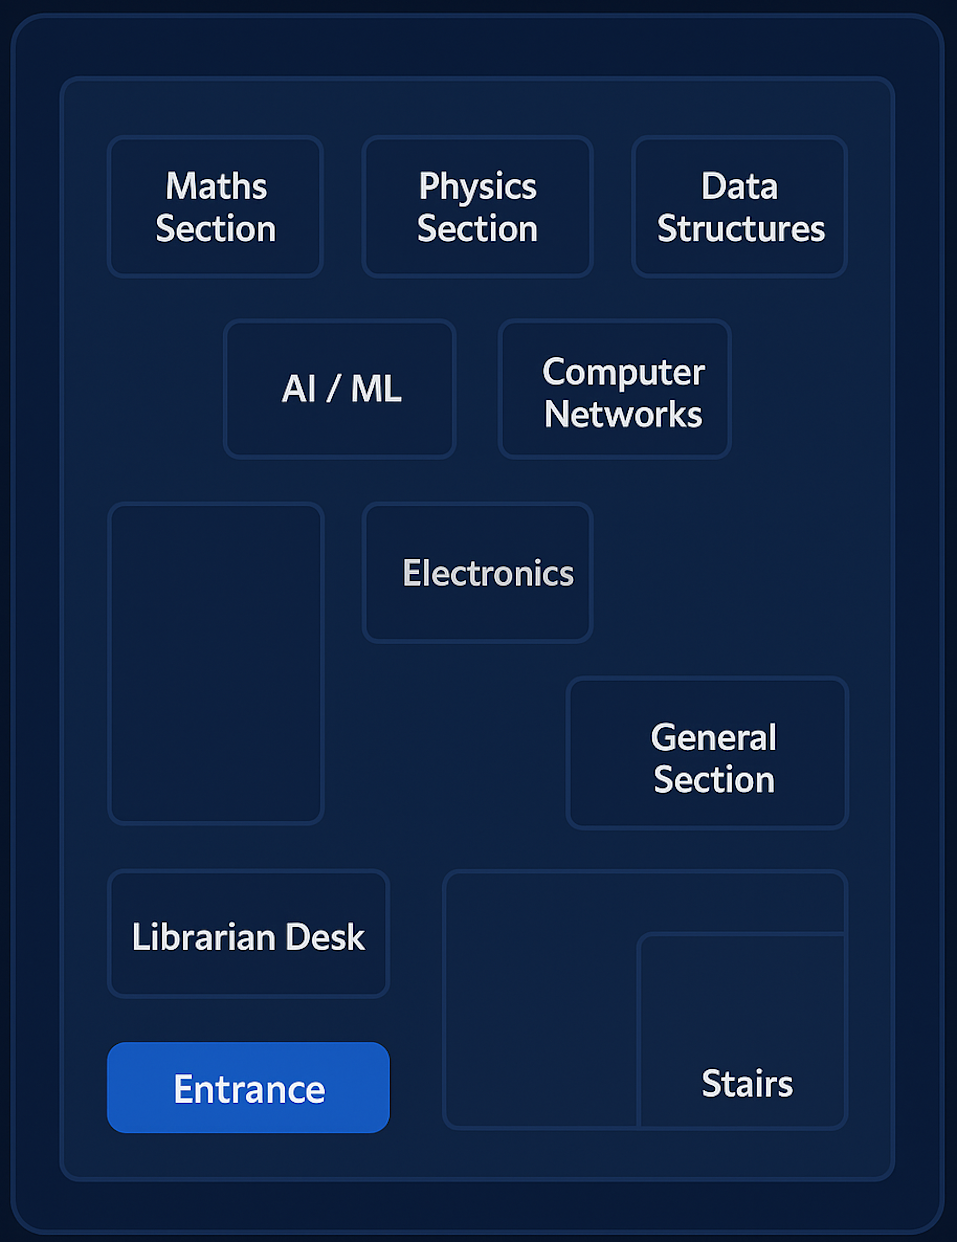 Maths
Section
Physics
Section
Data
Structures
AI / ML
Computer
Networks
Electronics
General
Section
Librarian Desk
Entrance
Stairs